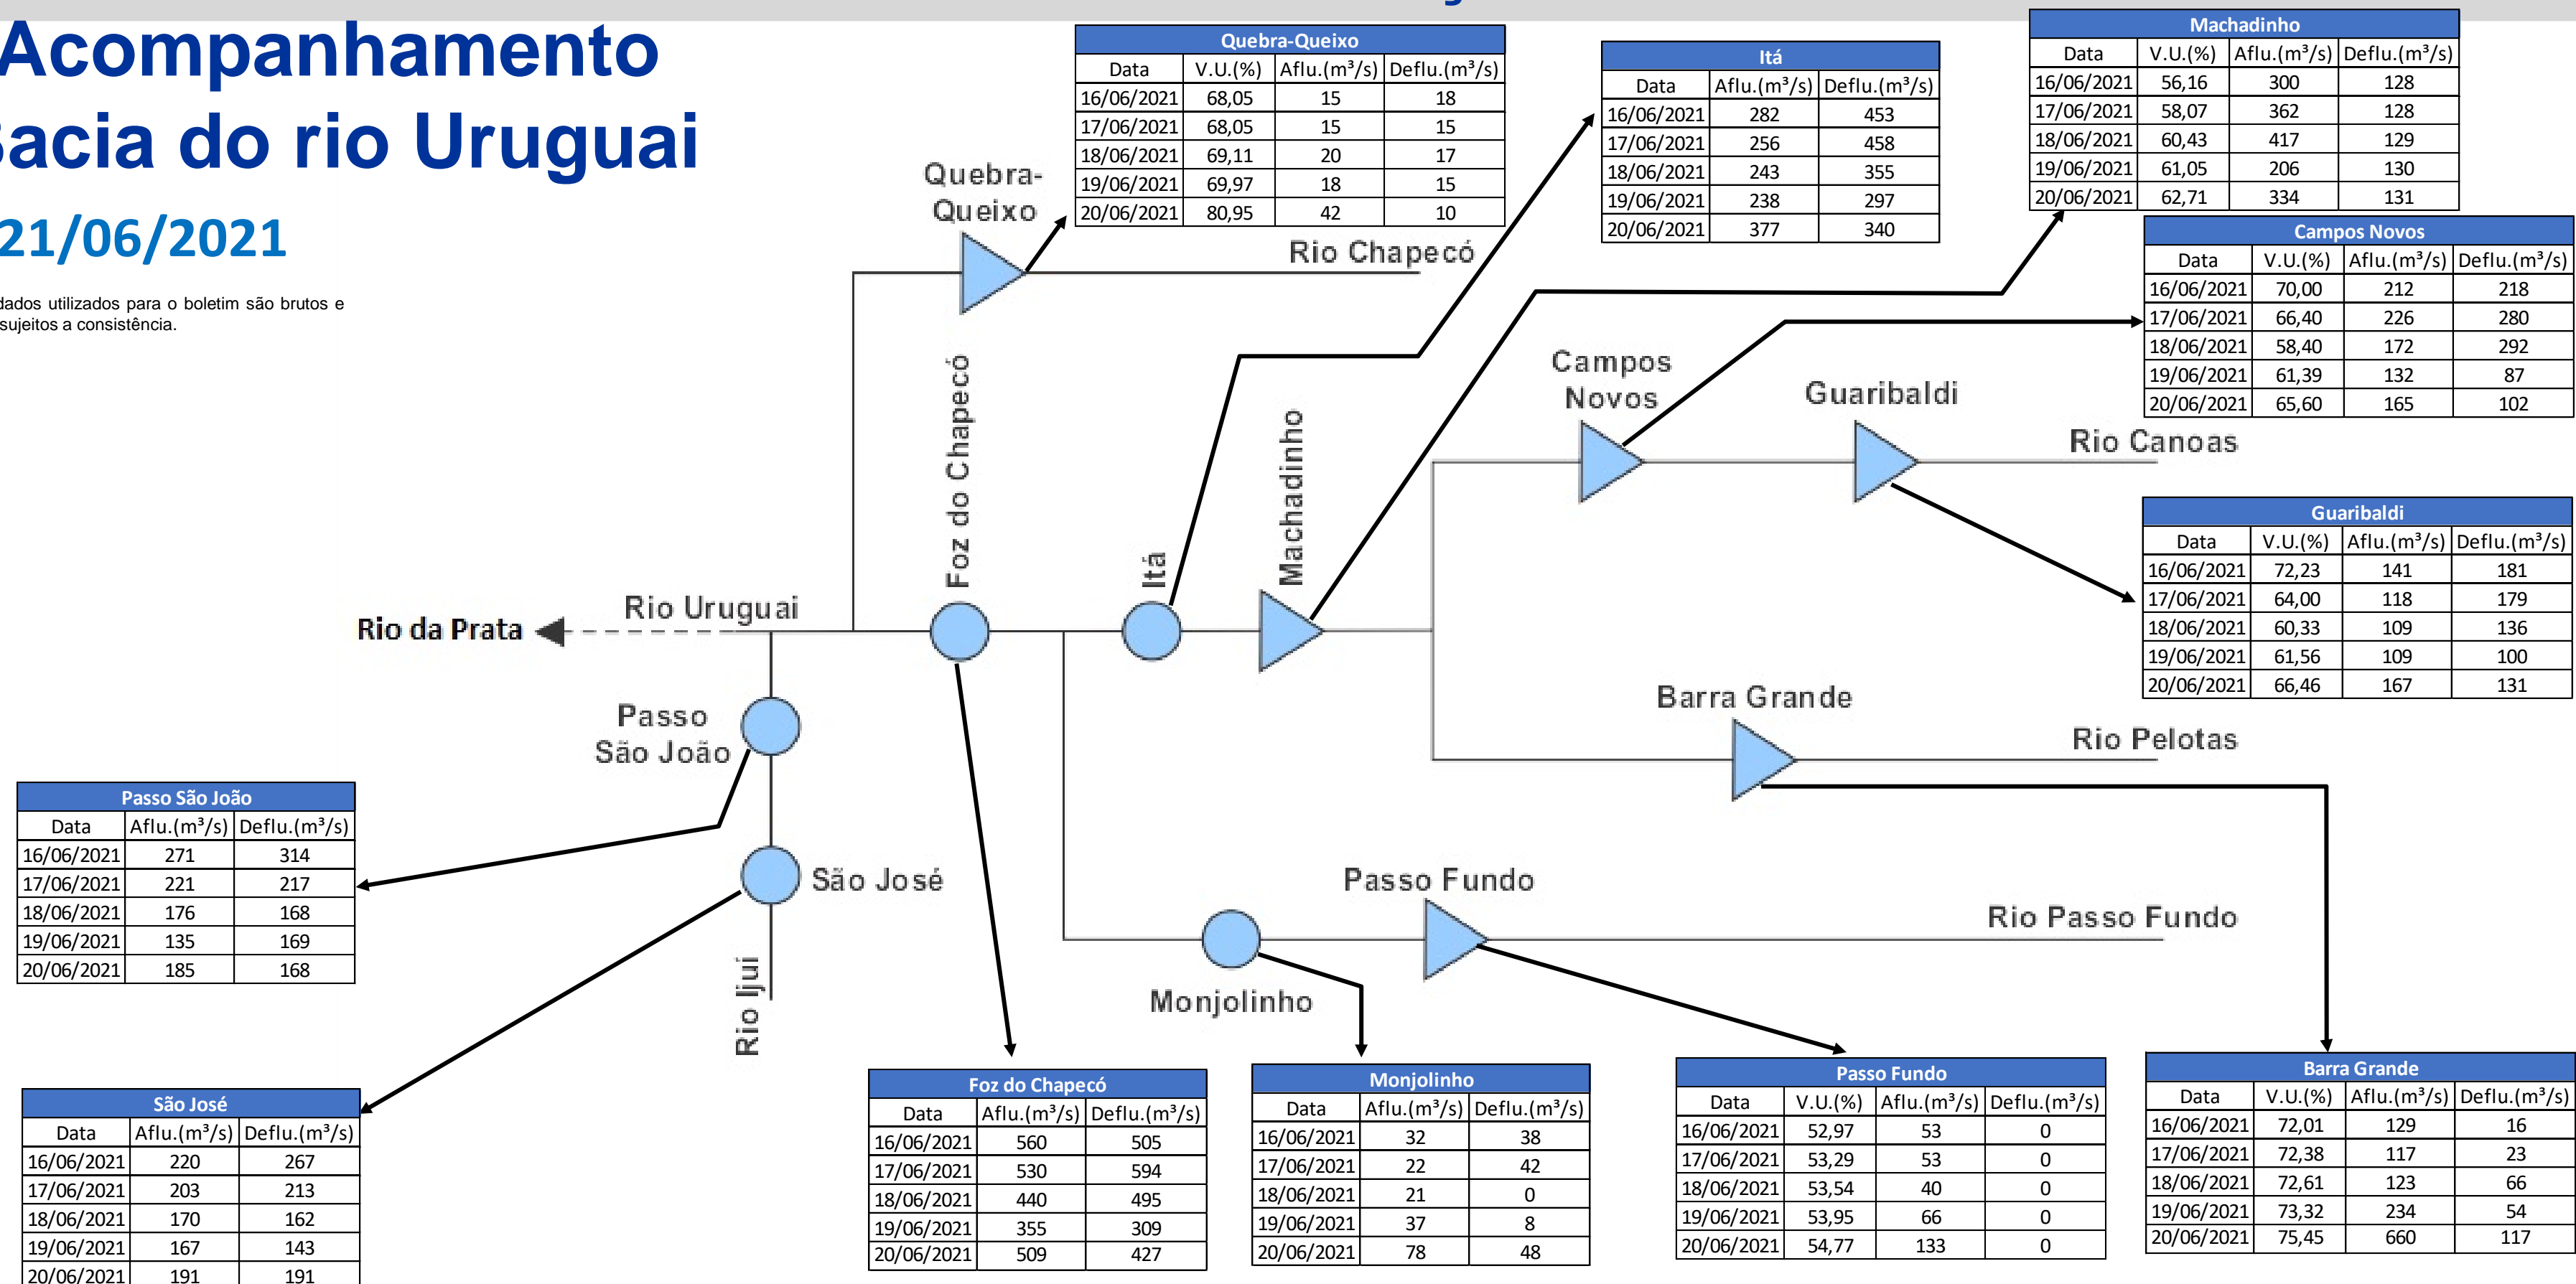 Acompanhamento
Bacia do rio Uruguai
21/06/2021
dados utilizados para o boletim são brutos e
sujeitos a consistência.
Quebra-Queixo
Data V.U.(%) Aflu.(m³/s) Deflu.(m³/s)
16/06/2021 68,05 15 18
17/06/2021 68,05 15 15
18/06/2021 69,11 20 17
19/06/2021 69,97 18 15
20/06/2021 80,95 42 10
Itá
Data Aflu.(m³/s) Deflu.(m³/s)
16/06/2021 282 453
17/06/2021 256 458
18/06/2021 243 355
19/06/2021 238 297
20/06/2021 377 340
Machadinho
Data V.U.(%) Aflu.(m³/s) Deflu.(m³/s)
16/06/2021 56,16 300 128
17/06/2021 58,07 362 128
18/06/2021 60,43 417 129
19/06/2021 61,05 206 130
20/06/2021 62,71 334 131
Campos Novos
Data V.U.(%) Aflu.(m³/s) Deflu.(m³/s)
16/06/2021 70,00 212 218
17/06/2021 66,40 226 280
18/06/2021 58,40 172 292
19/06/2021 61,39 132 87
20/06/2021 65,60 165 102
Guaribaldi
Data V.U.(%) Aflu.(m³/s) Deflu.(m³/s)
16/06/2021 72,23 141 181
17/06/2021 64,00 118 179
18/06/2021 60,33 109 136
19/06/2021 61,56 109 100
20/06/2021 66,46 167 131
Quebra-
Queixo
Rio Chapecó
Foz do Chapecó
Itá
Machadinho
Campos
Novos
Guaribaldi
Rio Canoas
Rio Uruguai
Rio da Prata
Passo
São João
Barra Grande
Rio Pelotas
São José
Passo Fundo
Rio Passo Fundo
Monjolinho
Rio Ijuí
Passo São João
Data Aflu.(m³/s) Deflu.(m³/s)
16/06/2021 271 314
17/06/2021 221 217
18/06/2021 176 168
19/06/2021 135 169
20/06/2021 185 168
São José
Data Aflu.(m³/s) Deflu.(m³/s)
16/06/2021 220 267
17/06/2021 203 213
18/06/2021 170 162
19/06/2021 167 143
20/06/2021 191 191
Foz do Chapecó
Data Aflu.(m³/s) Deflu.(m³/s)
16/06/2021 560 505
17/06/2021 530 594
18/06/2021 440 495
19/06/2021 355 309
20/06/2021 509 427
Monjolinho
Data Aflu.(m³/s) Deflu.(m³/s)
16/06/2021 32 38
17/06/2021 22 42
18/06/2021 21 0
19/06/2021 37 8
20/06/2021 78 48
Passo Fundo
Data V.U.(%) Aflu.(m³/s) Deflu.(m³/s)
16/06/2021 52,97 53 0
17/06/2021 53,29 53 0
18/06/2021 53,54 40 0
19/06/2021 53,95 66 0
20/06/2021 54,77 133 0
Barra Grande
Data V.U.(%) Aflu.(m³/s) Deflu.(m³/s)
16/06/2021 72,01 129 16
17/06/2021 72,38 117 23
18/06/2021 72,61 123 66
19/06/2021 73,32 234 54
20/06/2021 75,45 660 117